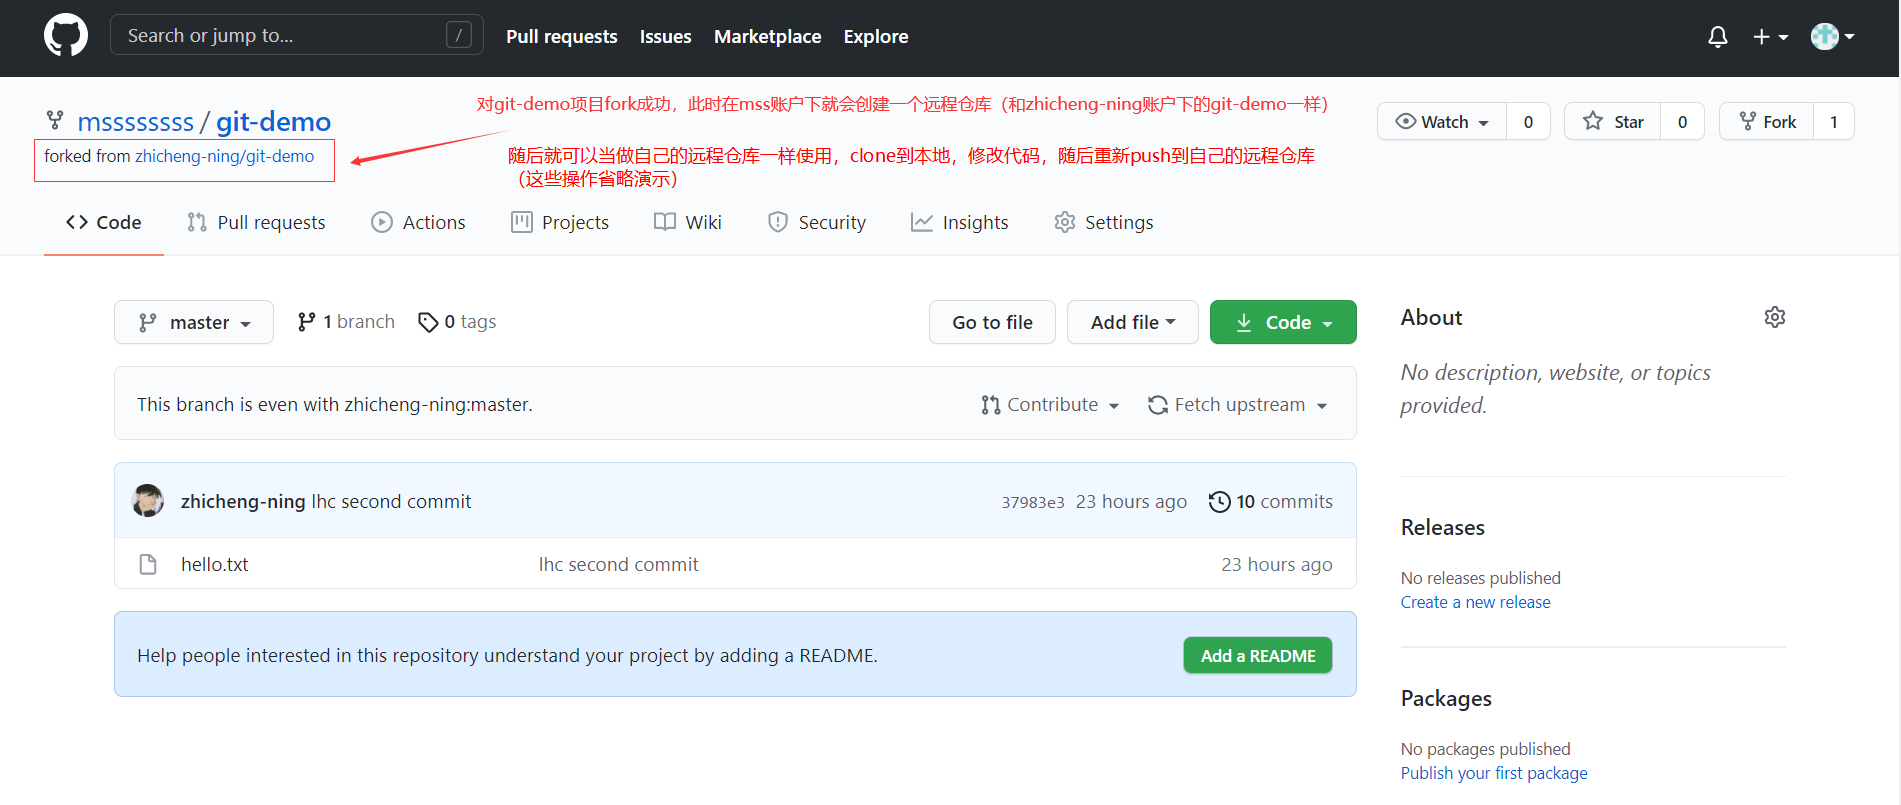 Search or jump to...
/
Pull requests
Issues
Marketplace
Explore
对git-demo项目fork成功，此时在mss账户下就会创建一个远程仓库（和zhicheng-ning账户下的git-demo一样）
mssssssss / git-demo
forked from zhicheng-ning/git-demo
随后就可以当做自己的远程仓库一样使用，clone到本地，修改代码，随后重新push到自己的远程仓库
（这些操作省略演示）
Watch
0
Star
0
Fork
1
Code
Pull requests
Actions
Projects
Wiki
Security
Insights
Settings
master
1 branch
0 tags
Go to file
Add file
Code
This branch is even with zhicheng-ning:master.
Contribute
Fetch upstream
zhicheng-ning lhc second commit
37983e3 23 hours ago
10 commits
hello.txt
lhc second commit
23 hours ago
Help people interested in this repository understand your project by adding a README.
Add a README
About
No description, website, or topics
provided.
Releases
No releases published
Create a new release
Packages
No packages published
Publish your first package